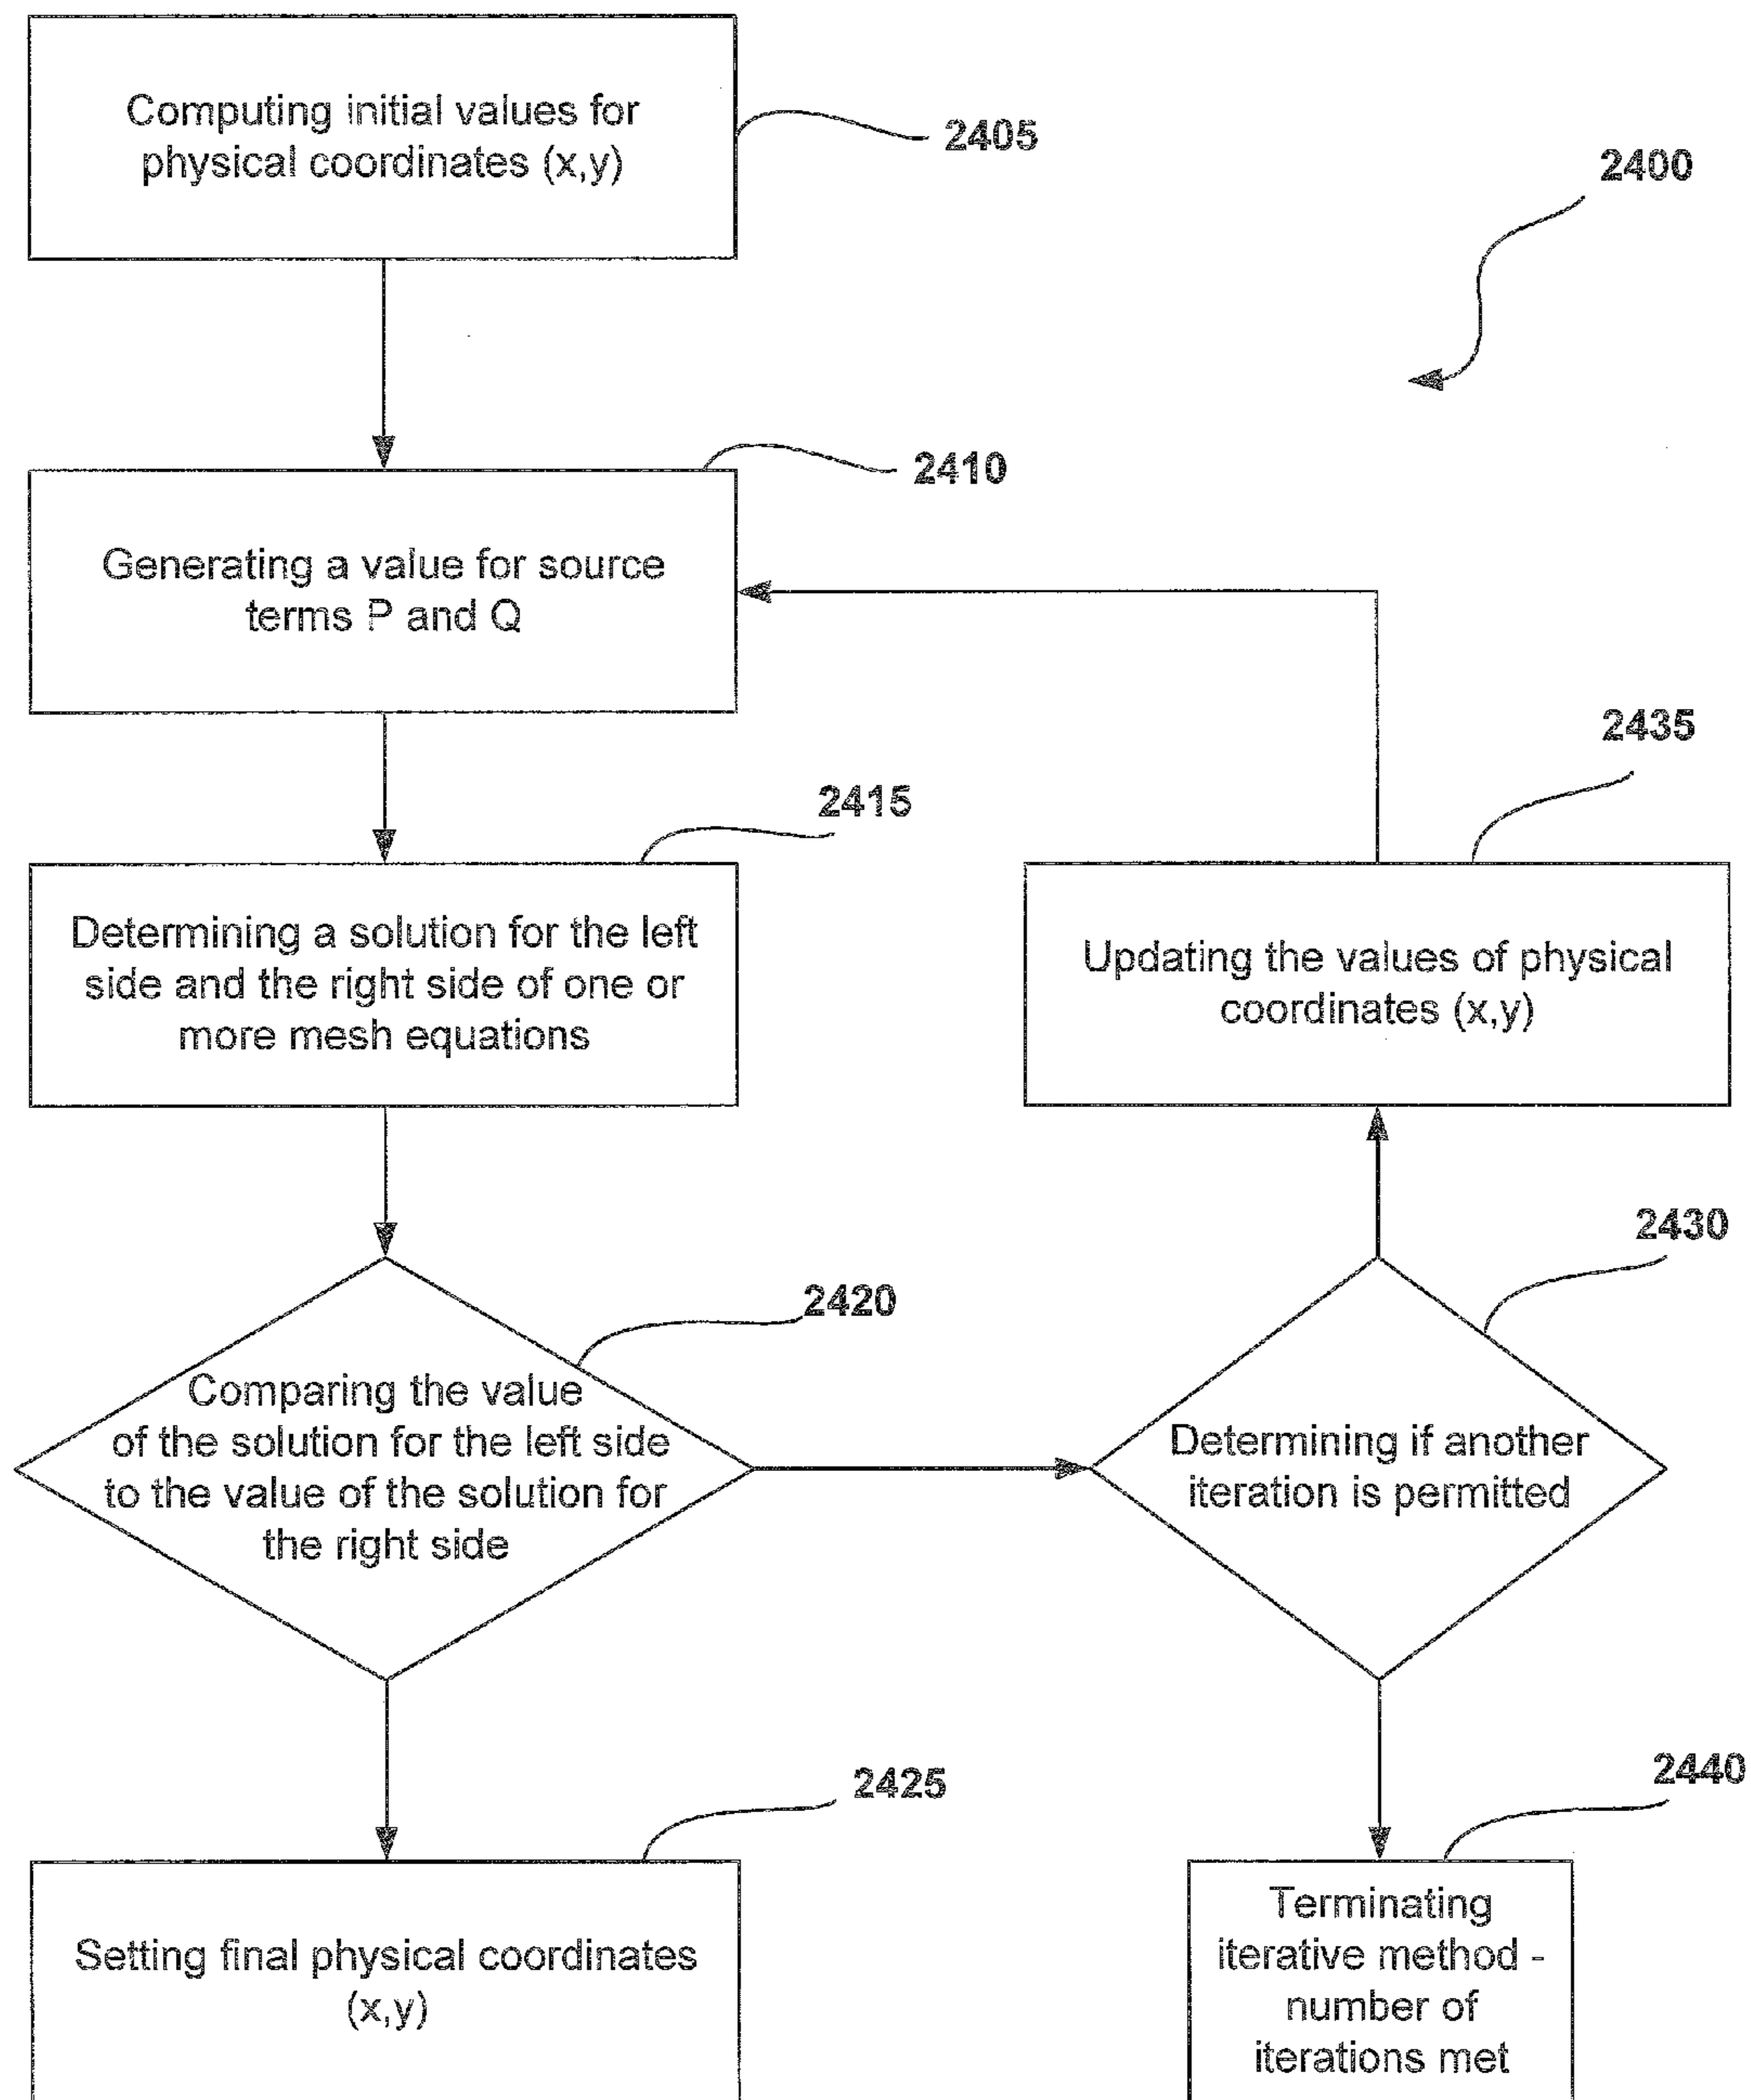 Computing initial values for
physical coordinates (x,y)
2405
2400
2410
Generating a value for source
terms P and Q
2435
2415
Determining a solution for the left
side and the right side of one or
more mesh equations
Updating the values of physical
coordinates (x,y)
2430
2420
Comparing the value
of the solution for the left side
to the value of the solution for
the right side
Determining if another
iteration is permitted
2440
2425
Setting final physical coordinates
(x,y)
Terminating
iterative method -
number of
iterations met